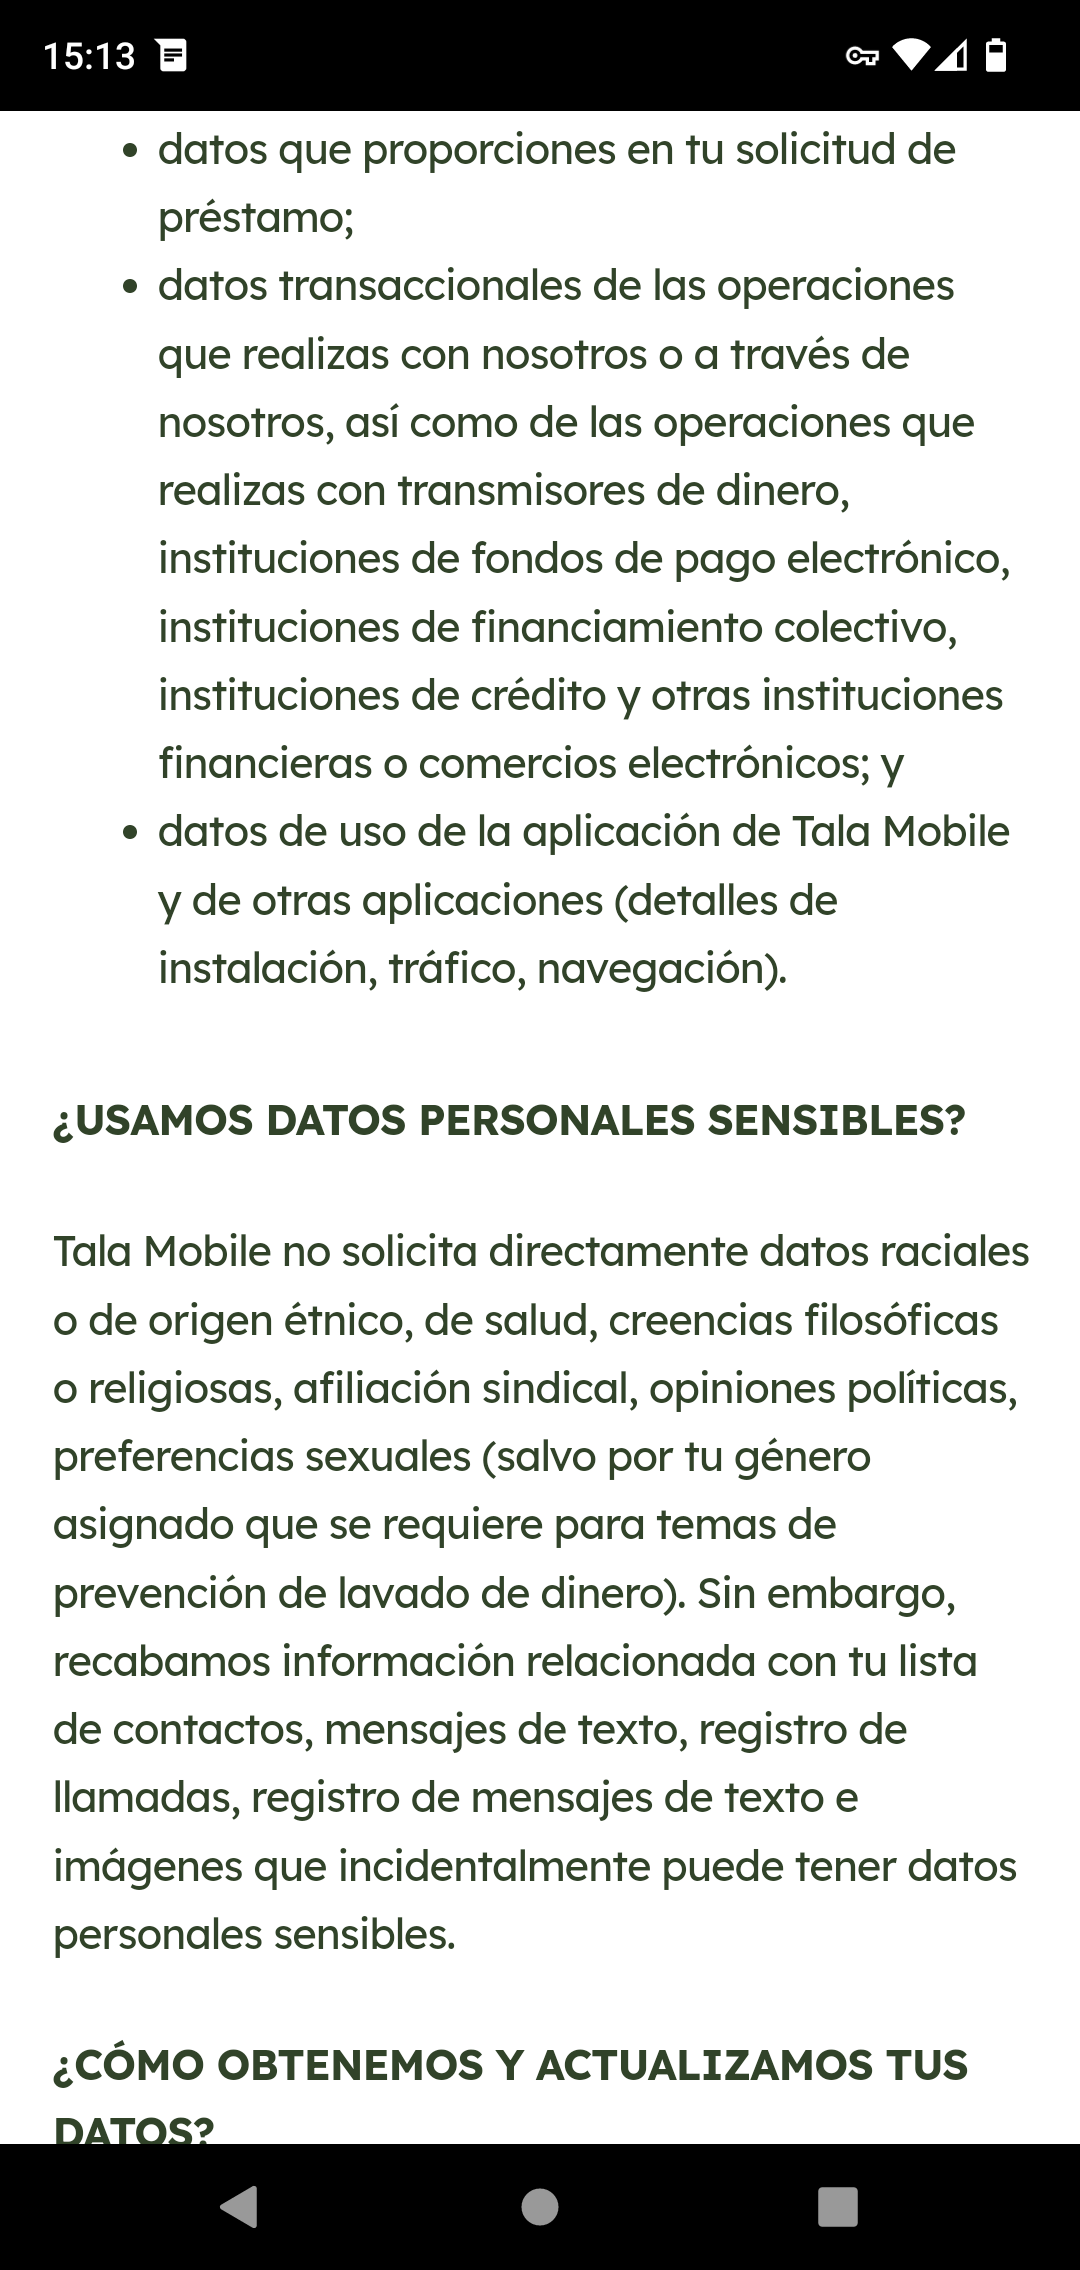 15:13
• datos que proporciones en tu solicitud de
préstamo;
• datos transaccionales de las operaciones
que realizas con nosotros o a través de
nosotros, así como de las operaciones que
realizas con transmisores de dinero,
instituciones de fondos de pago electrónico,
instituciones de financiamiento colectivo,
instituciones de crédito y otras instituciones
financieras o comercios electrónicos; y
• datos de uso de la aplicación de Tala Mobile
y de otras aplicaciones (detalles de
instalación, tráfico, navegación).
¿USAMOS DATOS PERSONALES SENSIBLES?
Tala Mobile no solicita directamente datos raciales
o de origen étnico, de salud, creencias filosóficas
o religiosas, afiliación sindical, opiniones políticas,
preferencias sexuales (salvo por tu género
asignado que se requiere para temas de
prevención de lavado de dinero). Sin embargo,
recabamos información relacionada con tu lista
de contactos, mensajes de texto, registro de
llamadas, registro de mensajes de texto e
imágenes que incidentalmente puede tener datos
personales sensibles.
¿CÓMO OBTENEMOS Y ACTUALIZAMOS TUS
DATOS?